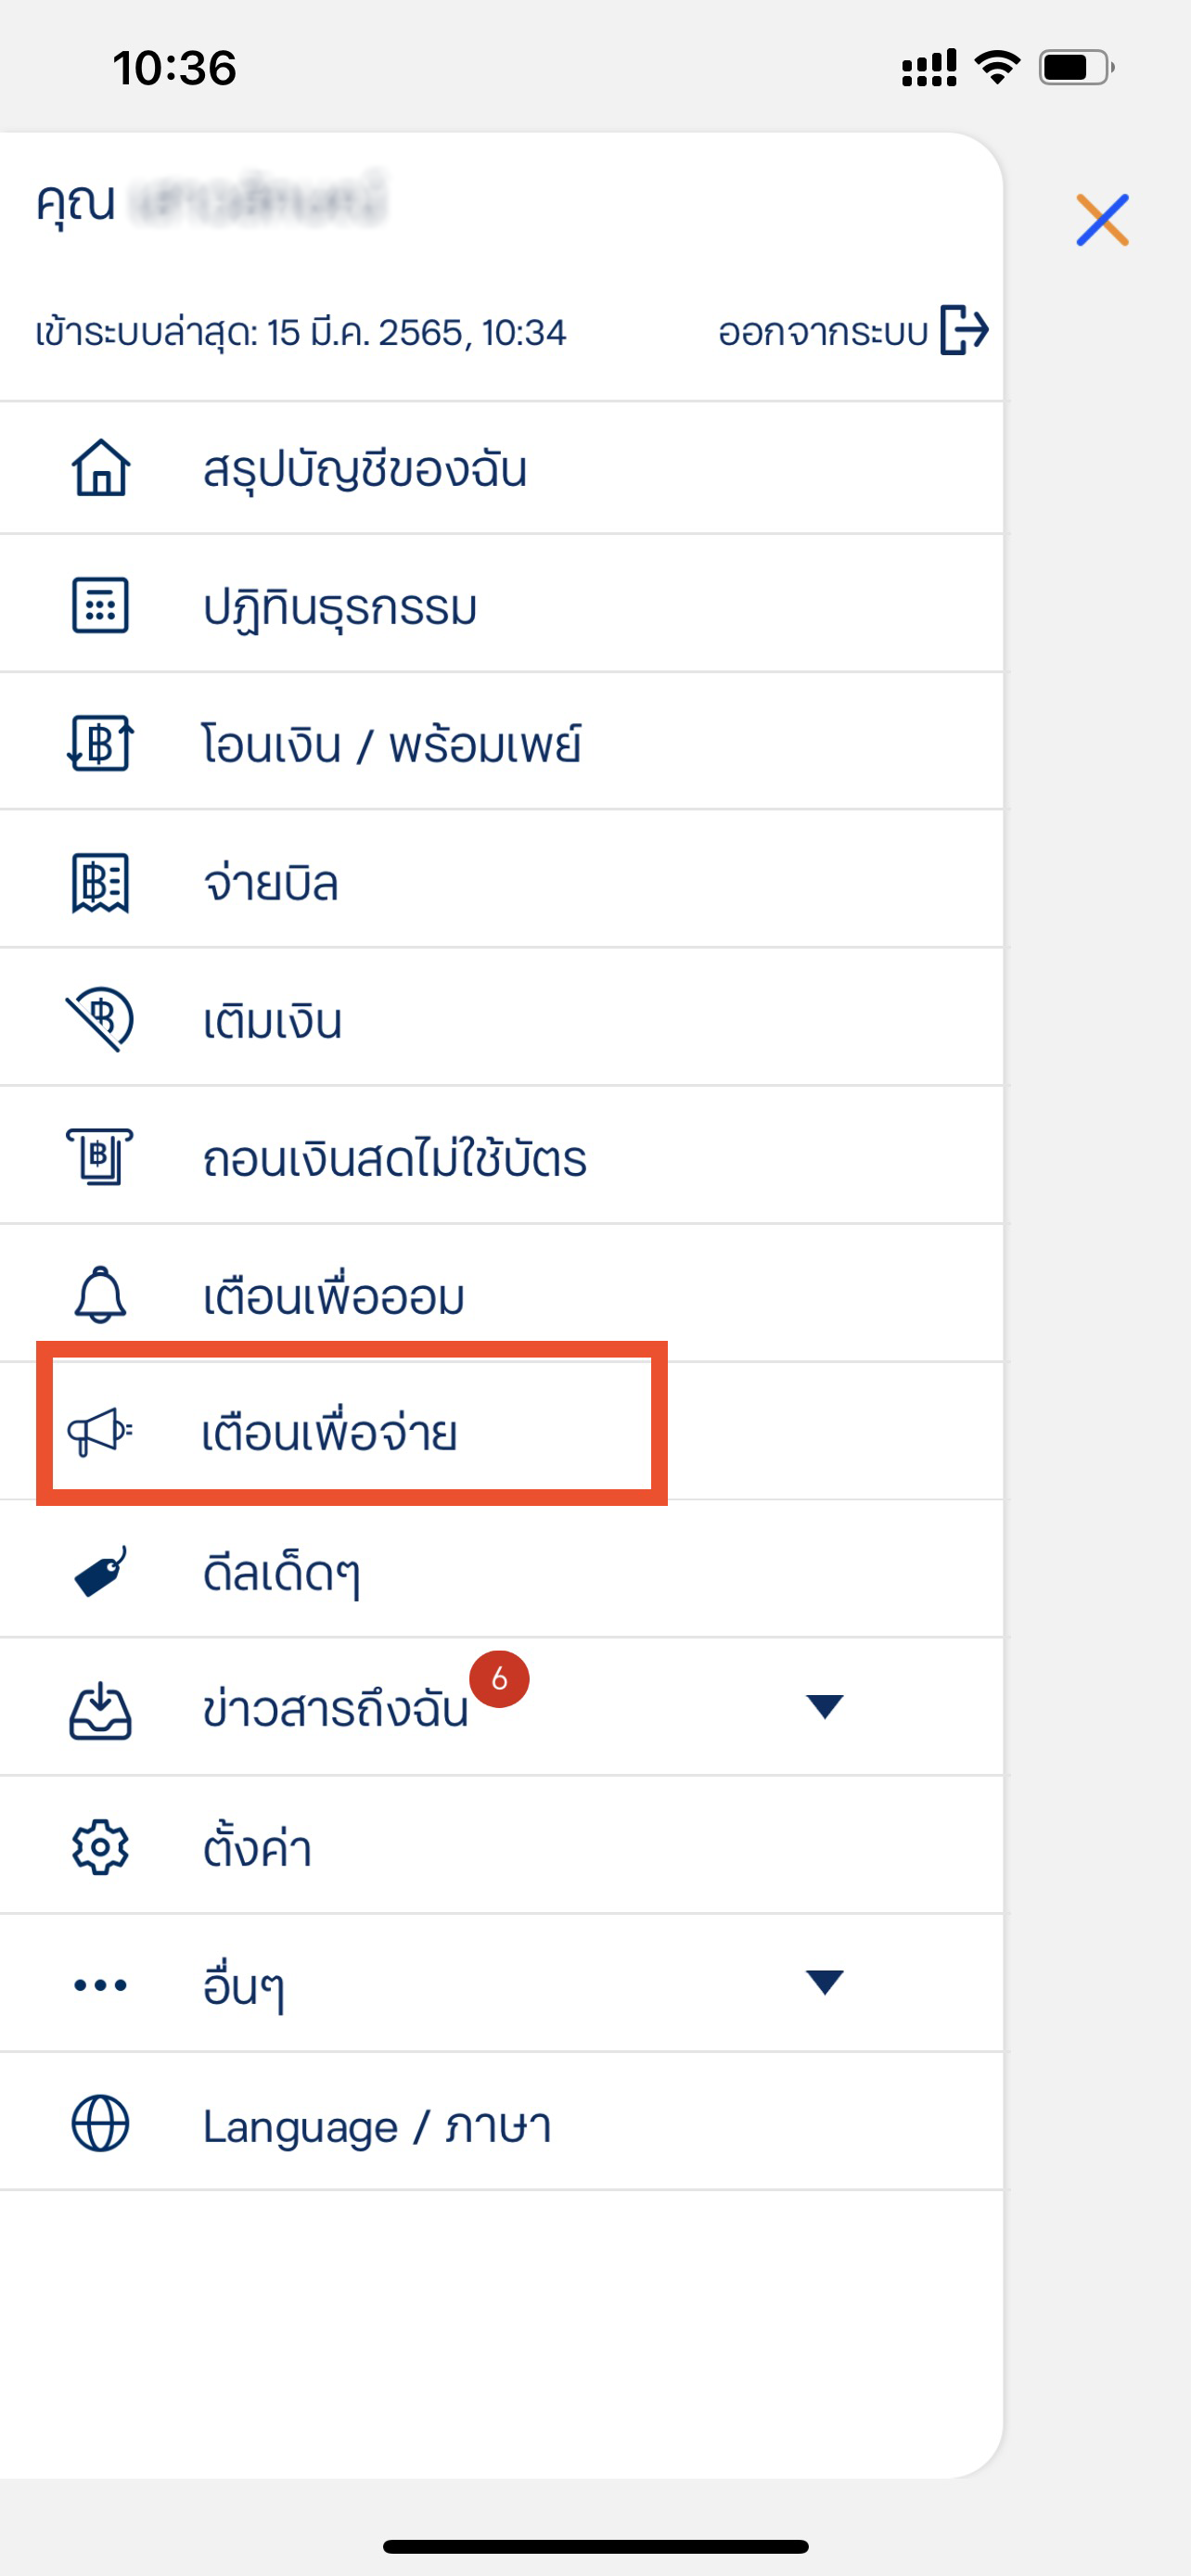 10:36
คุณ
เข้าระบบล่าสุด: 15 มี.ค. 2565, 10:34 ออกจากระบบ
สรุปบัญชีของฉัน
ปฏิทินธุรกรรม
โอนเงิน / พร้อมเพย์
จ่ายบิล
เติมเงิน
ถอนเงินสดไม่ใช้บัตร
เตือนเพื่อออม
เตือนเพื่อจ่าย
ดีลเด็ดๆ
ข่าวสารถึงฉัน 6
ตั้งค่า
อื่นๆ
Language / ภาษา